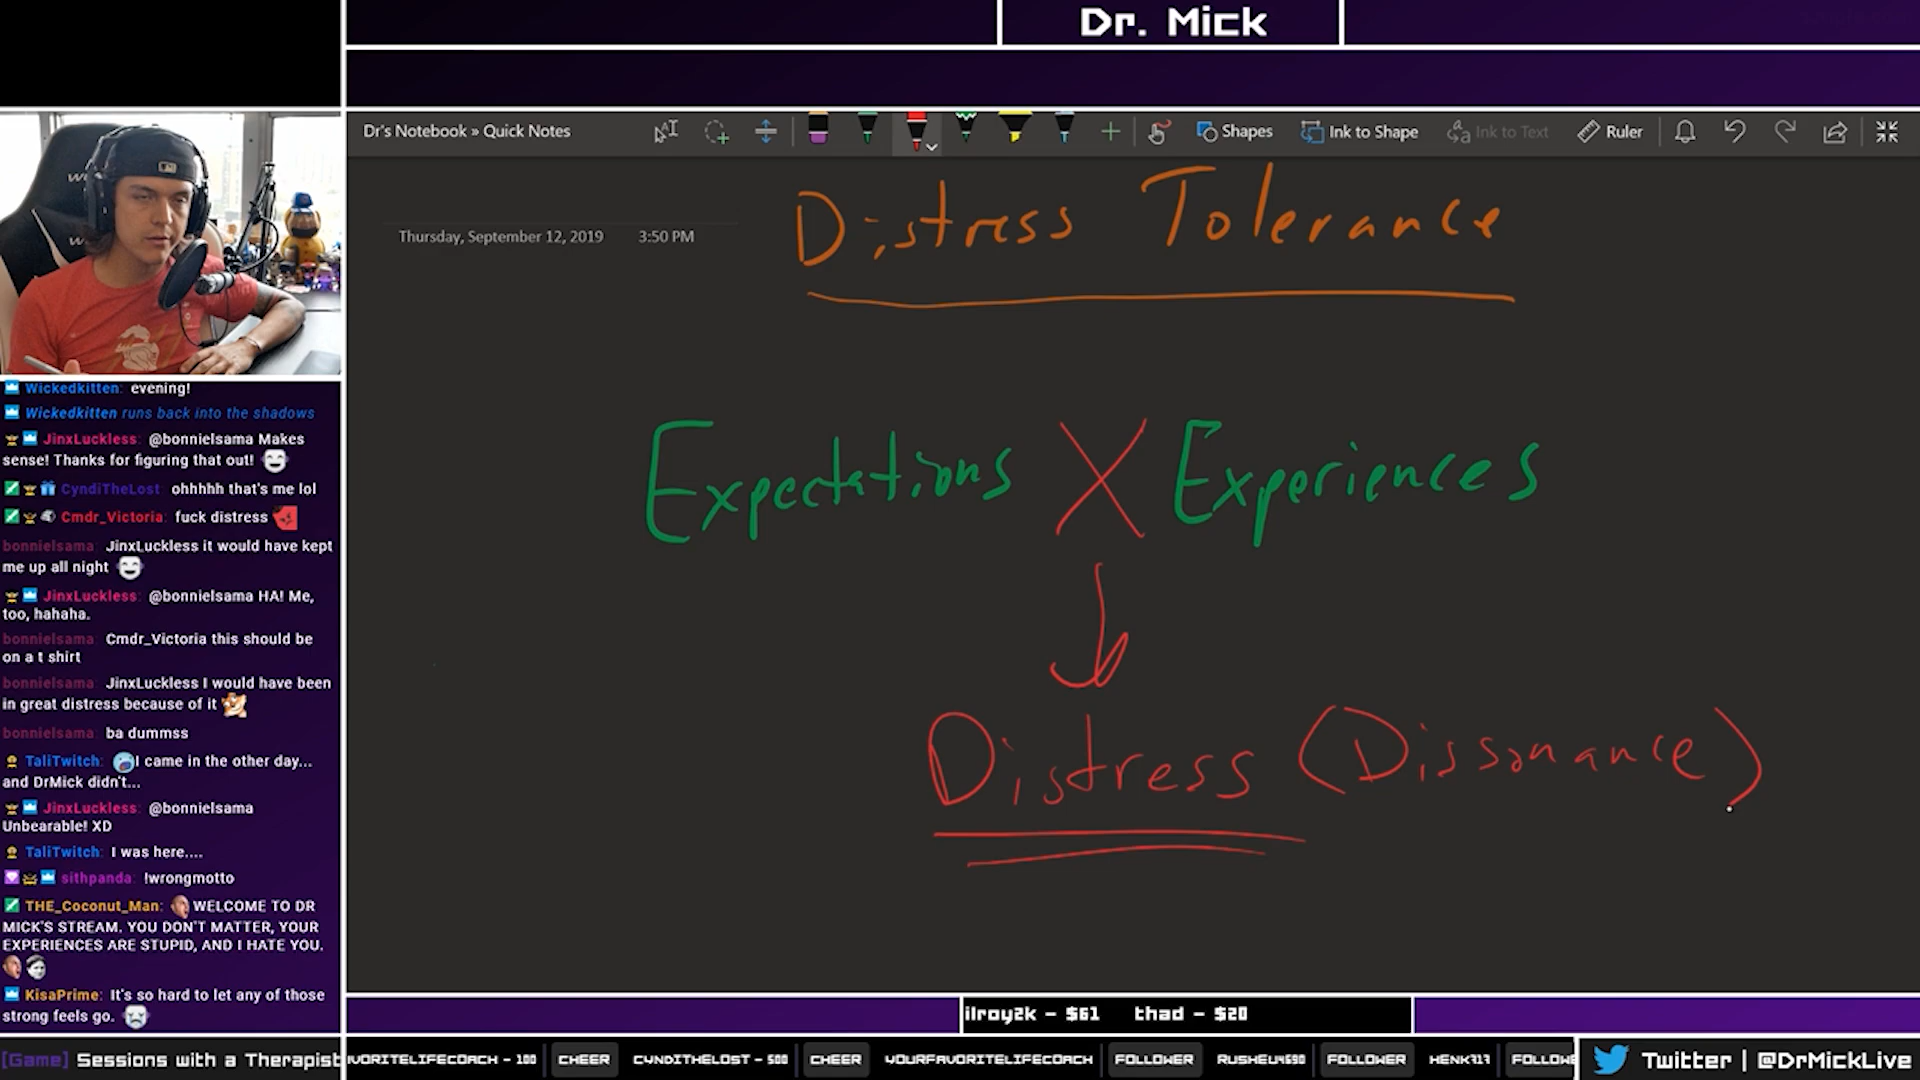 Dr. Mick
Dr's Notebook » Quick Notes
Shapes
Ink to Shape
Ink to Text
Ruler
Distress Tolerance
Thursday, September 12, 2019 3:50 PM
Expectations X Experiences
Distress (Dissonance)
Wickedkitten: evening!
Wickedkitten runs back into the shadows
JinxLuckless: @bonnielsama Makes
sense! Thanks for figuring that out!
CyndiTheLost: ohhhhh that's me lol
Cmdr_Victoria: fuck distress
bonnielsama: JinxLuckless it would have kept
me up all night
JinxLuckless: @bonnielsama HA! Me,
too, hahaha.
bonnielsama: Cmdr_Victoria this should be
on a t shirt
bonnielsama: JinxLuckless I would have been
in great distress because of it
bonnielsama: ba dummss
TaliTwitch: I came in the other day...
and DrMick didn't...
JinxLuckless: @bonnielsama
Unbearable! XD
TaliTwitch: I was here....
sithpanda: !wrongmotto
THE_Coconut_Man: WELCOME TO DR
MICK'S STREAM. YOU DON'T MATTER, YOUR
EXPERIENCES ARE STUPID, AND I HATE YOU.
KisaPrime: It's so hard to let any of those
strong feels go.
ilroy2k - $61 thad - $20
[Game] Sessions with a Therapist
VORITELIFECOACH - 100 CHEER CYNDITHELOST - 500 CHEER YOURFAVORITELIFECOACH FOLLOWER RUSHEU4690 FOLLOWER HENK717 FOLLOWE
Twitter | @DrMickLive